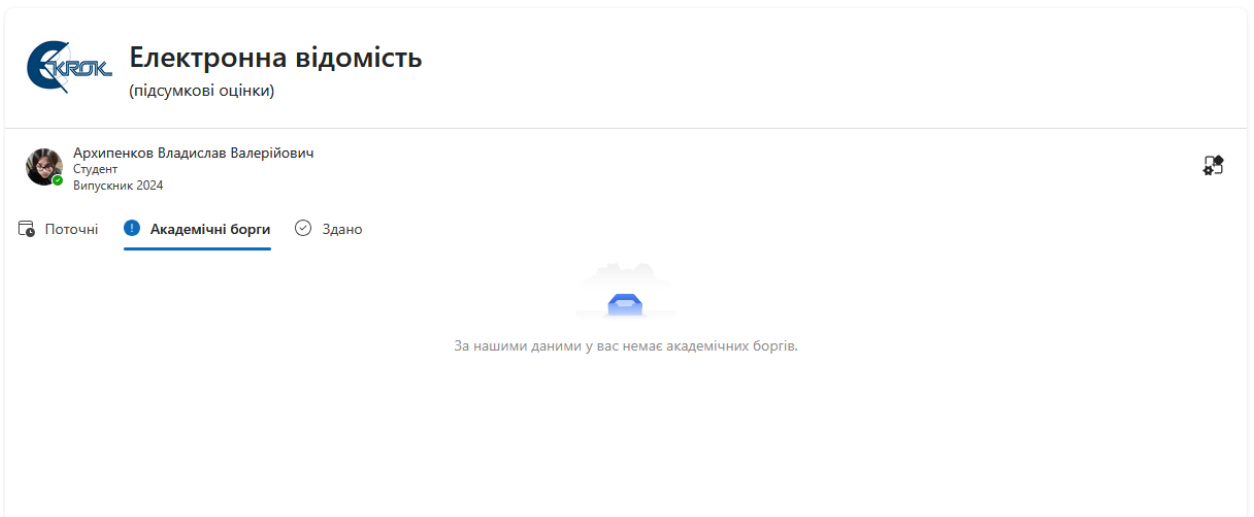 KROK
Електронна відомість
(підсумкові оцінки)
Архипенков Владислав Валерійович
Студент
Випускник 2024
Поточні
Академічні борги
Здано
За нашими даними у вас немає академічних боргів.